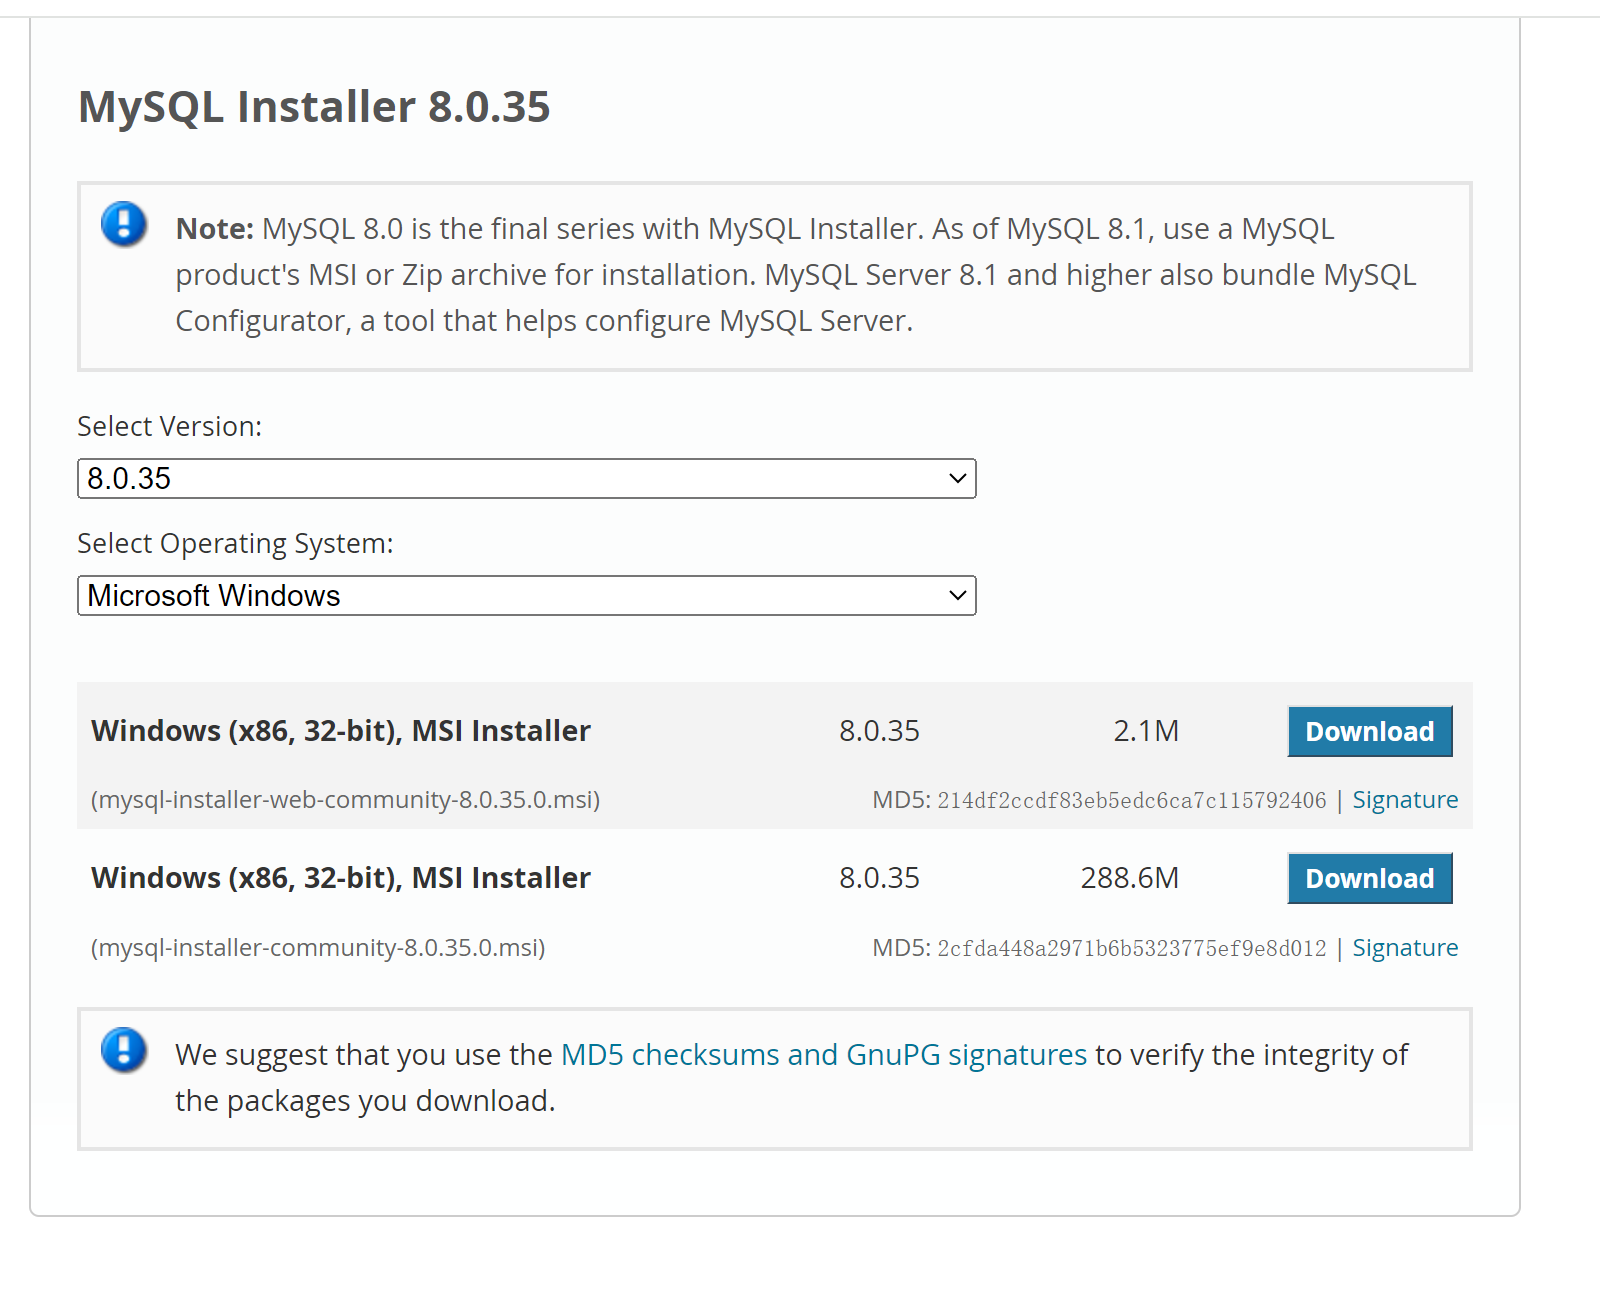 MySQL Installer 8.0.35
Note: MySQL 8.0 is the final series with MySQL Installer. As of MySQL 8.1, use a MySQL
product's MSI or Zip archive for installation. MySQL Server 8.1 and higher also bundle MySQL
Configurator, a tool that helps configure MySQL Server.
Select Version:
8.0.35
Select Operating System:
Microsoft Windows
Windows (x86, 32-bit), MSI Installer 8.0.35 2.1M Download
(mysql-installer-web-community-8.0.35.0.msi) MD5: 214df2ccdf83eb5edc6ca7c115792406 | Signature
Windows (x86, 32-bit), MSI Installer 8.0.35 288.6M Download
(mysql-installer-community-8.0.35.0.msi) MD5: 2cfda448a2971b6b5323775ef9e8d012 | Signature
We suggest that you use the MD5 checksums and GnuPG signatures to verify the integrity of
the packages you download.